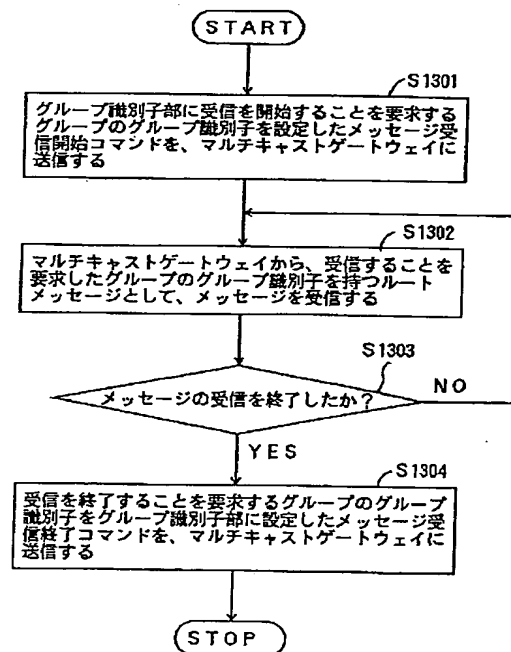 START
S1301
グループ識別子部に受信を開始することを要求する
グループのグループ識別子を設定したメッセージ受
信開始コマンドを、マルチキャストゲートウェイに
送信する
S1302
マルチキャストゲートウェイから、受信することを
要求したグループのグループ識別子を持つルート
メッセージとして、メッセージを受信する
S1303
メッセージの受信を終了したか?
NO
YES
S1304
受信を終了することを要求するグループのグループ
識別子をグループ識別子部に設定したメッセージ受
信終了コマンドを、マルチキャストゲートウェイに
送信する
STOP